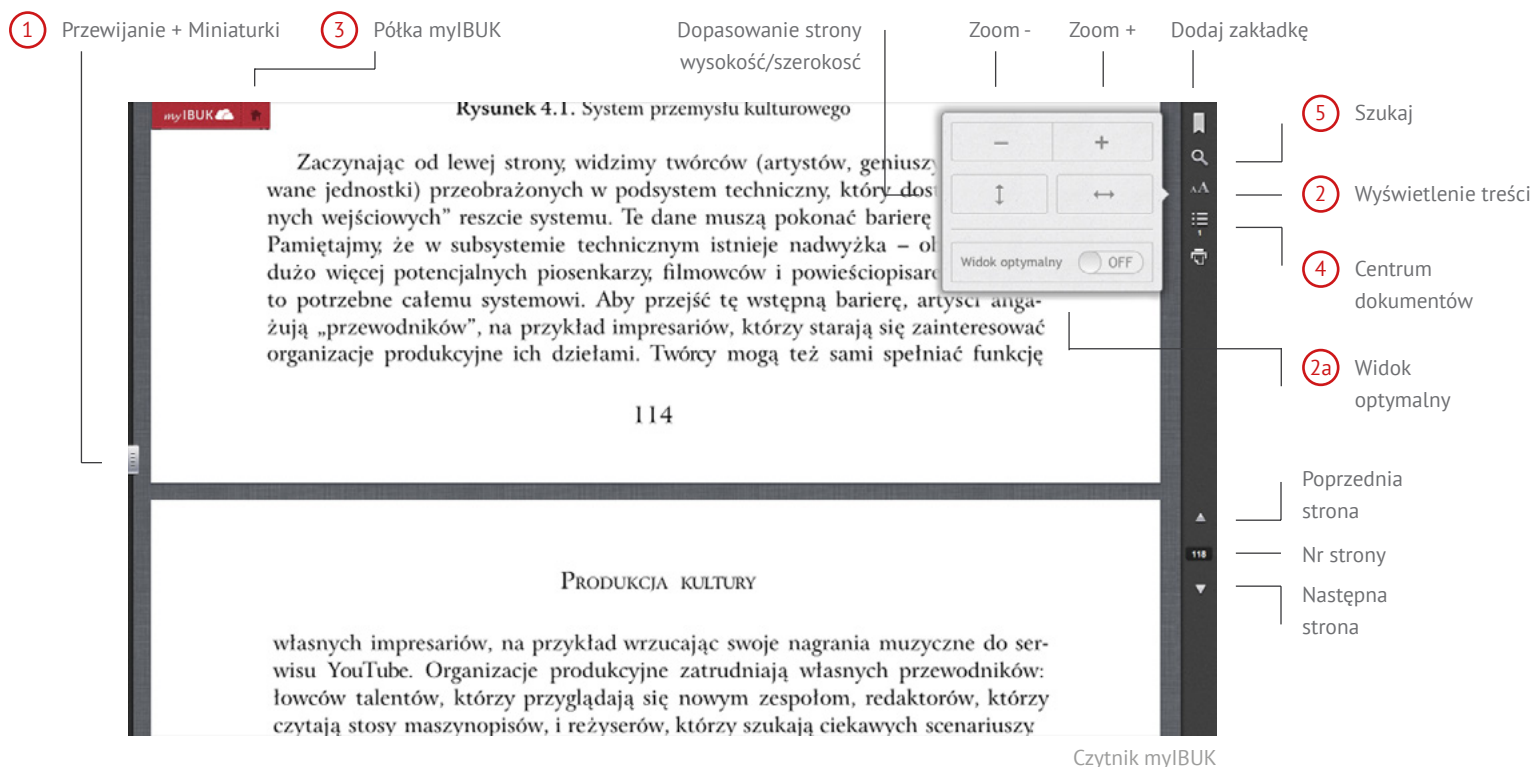 1 Przewijanie + Miniaturki
3 Półka myIBUK
Dopasowanie strony
wysokość/szerokosć
Zoom -
Zoom +
Dodaj zakładkę
myIBUK
Rysunek 4.1. System przemysłu kulturowego
Zaczynając od lewej strony, widzimy twórców (artystów, geniuszy
wane jednostki) przeobrażonych w podsystem techniczny, który dos
nych wejściowych” reszcie systemu. Te dane muszą pokonać barierę
Pamiętajmy, że w subsystemie technicznym istnieje nadwyżka – o
dużo więcej potencjalnych piosenkarzy, filmowców i powieściopisar
to potrzebne całemu systemowi. Aby przejść tę wstępną barierę, artyści anga-
żują „przewodników”, na przykład impresariów, którzy starają się zainteresować
organizacje produkcyjne ich dziełami. Twórcy mogą też sami spełniać funkcję
114
− +
Widok optymalny OFF
AA
1
5 Szukaj
2 Wyświetlenie treści
4 Centrum
dokumentów
2a Widok
optymalny
Poprzednia
strona
118
Nr strony
Następna
strona
Produkcja kultury
własnych impresariów, na przykład wrzucając swoje nagrania muzyczne do ser-
wisu YouTube. Organizacje produkcyjne zatrudniają własnych przewodników:
łowców talentów, którzy przyglądają się nowym zespołom, redaktorów, którzy
czytają stosy maszynopisów, i reżyserów, którzy szukają ciekawych scenariuszy
Czytnik myIBUK